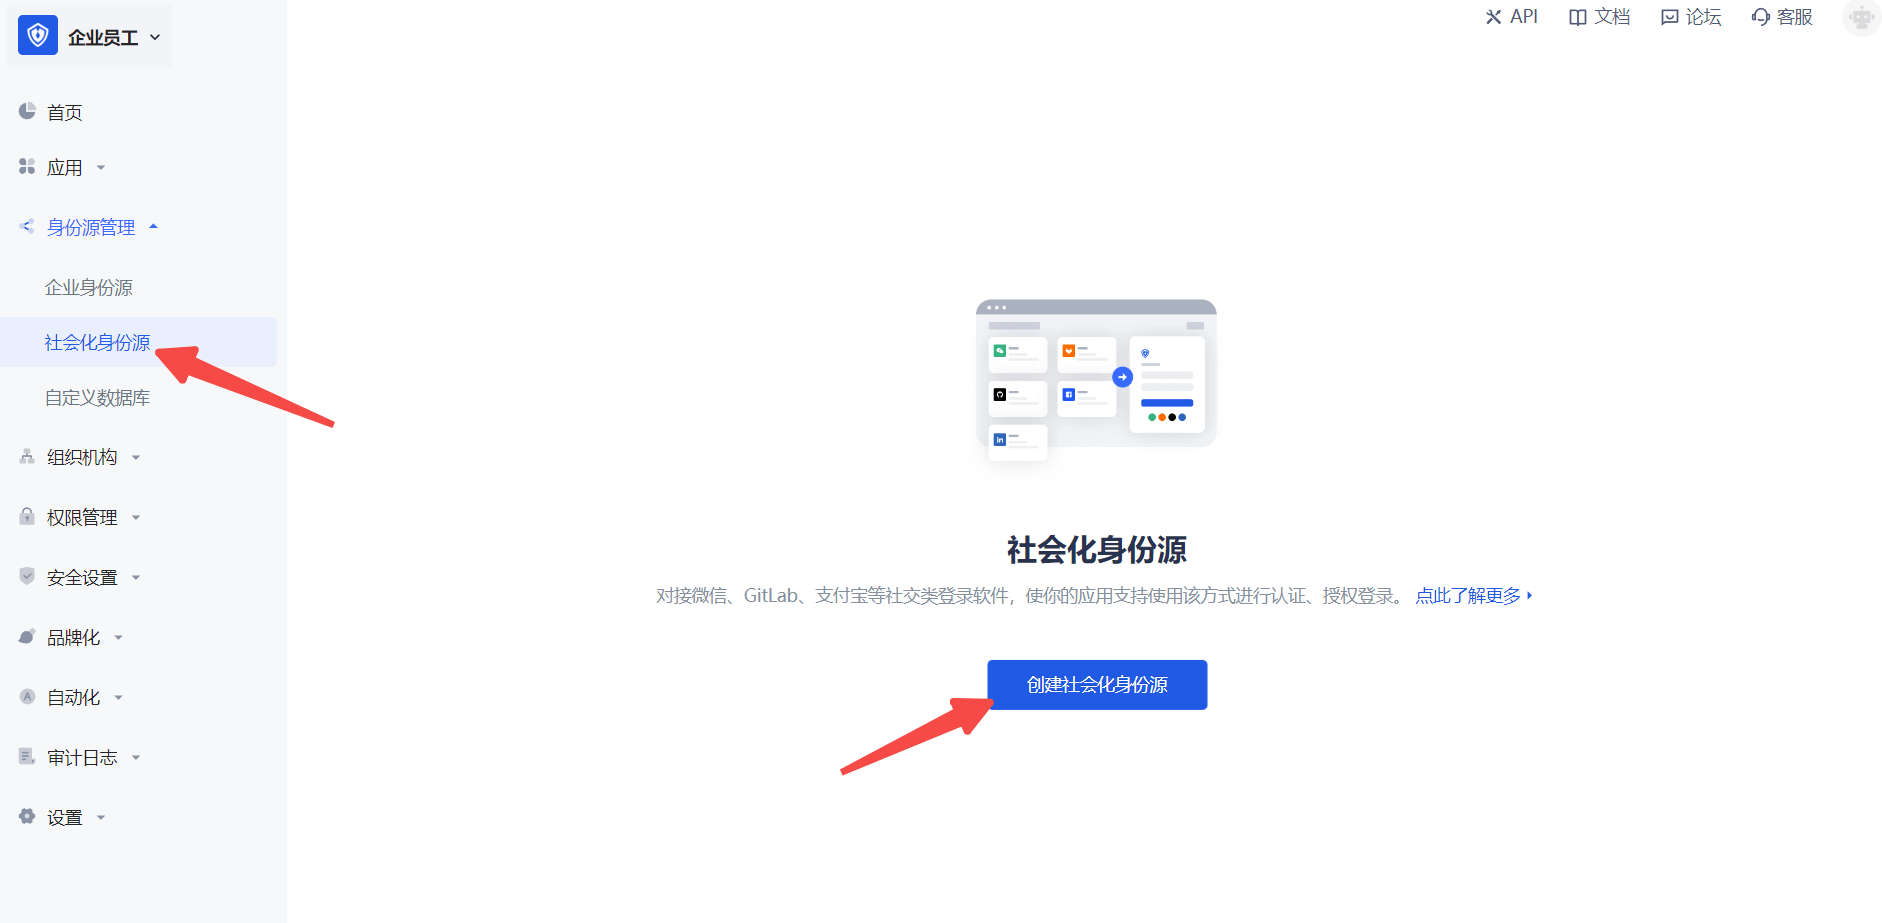 企业员工
API
文档
论坛
客服
首页
应用
身份源管理
企业身份源
社会化身份源
自定义数据库
组织机构
权限管理
安全设置
品牌化
自动化
审计日志
设置
社会化身份源
对接微信、GitLab、支付宝等社交类登录软件，使你的应用支持使用该方式进行认证、授权登录。 点此了解更多
创建社会化身份源